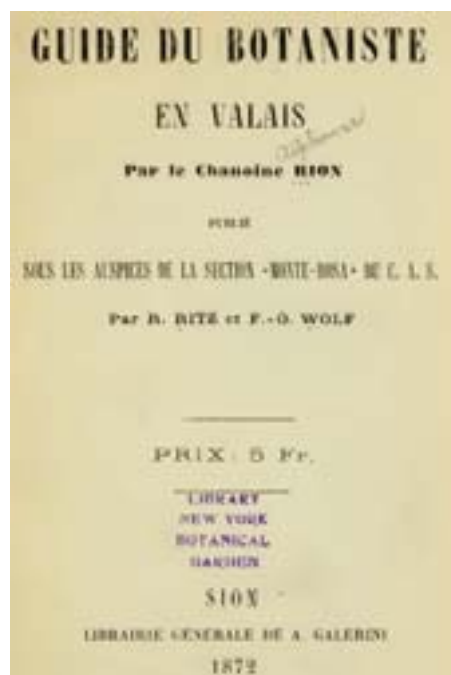 GUIDE DU BOTANISTE
EN VALAIS
Alphonse
Par le Chanoine RION
PUBLIÉ
SOUS LES AUSPICES DE LA SECTION «MONTE-ROSA» DU C. A. S.
Par R. RITZ et F.-O. WOLF
PRIX: 5 Fr.
LIBRARY
NEW YORK
BOTANICAL
GARDEN
SION
LIBRAIRIE GÉNÉRALE DE A. GALERINI
1872